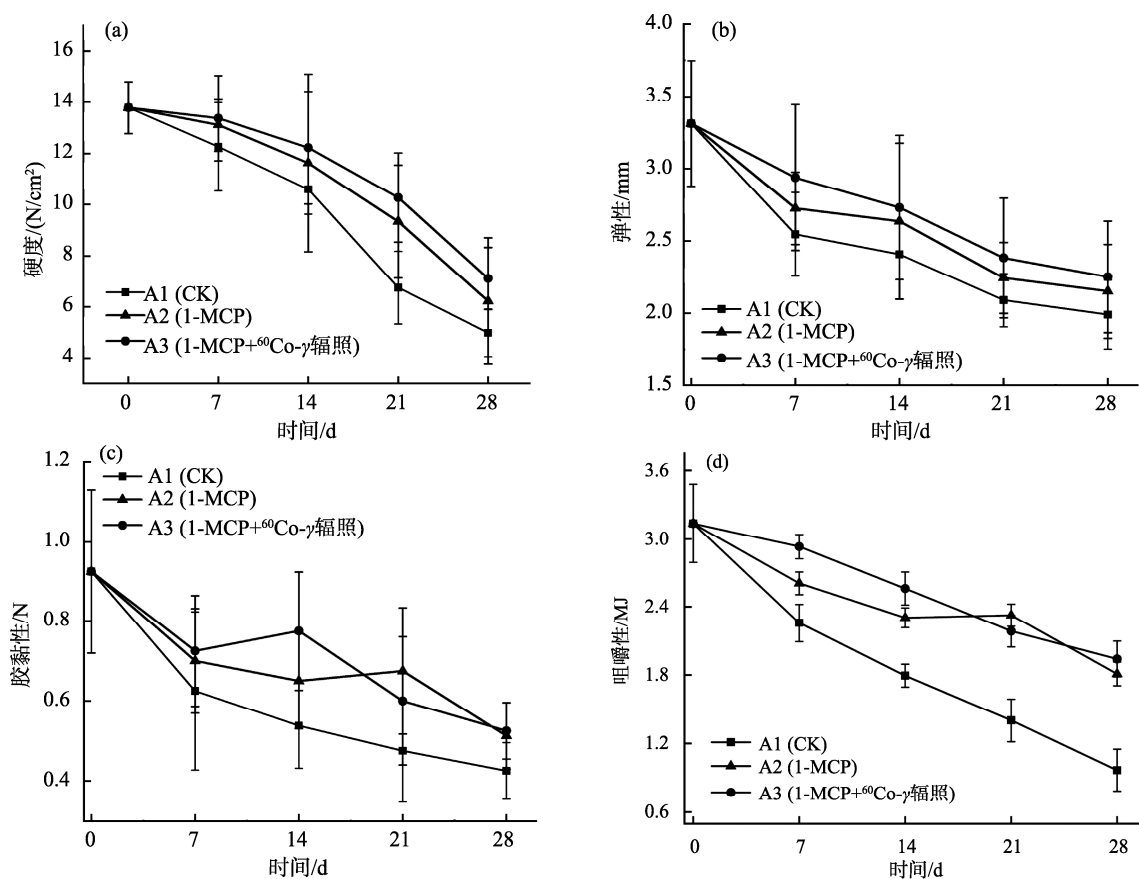 (a)
16
14
12
10
8
6
4
硬度/(N/cm²)
A1 (CK)
A2 (1-MCP)
A3 (1-MCP+⁶⁰Co-γ辐照)
0 7 14 21 28
时间/d
(b)
4.0
3.5
3.0
2.5
2.0
1.5
弹性/mm
A1 (CK)
A2 (1-MCP)
A3 (1-MCP+⁶⁰Co-γ辐照)
0 7 14 21 28
时间/d
(c)
1.2
1.0
0.8
0.6
0.4
胶黏性/N
A1 (CK)
A2 (1-MCP)
A3 (1-MCP+⁶⁰Co-γ辐照)
0 7 14 21 28
时间/d
(d)
3.6
3.0
2.4
1.8
1.2
0.6
咀嚼性/MJ
A1 (CK)
A2 (1-MCP)
A3 (1-MCP+⁶⁰Co-γ辐照)
0 7 14 21 28
时间/d